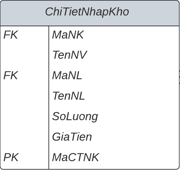 ChiTietNhapKho
FK MaNK
TenNV
FK MaNL
TenNL
SoLuong
GiaTien
PK MaCTNK